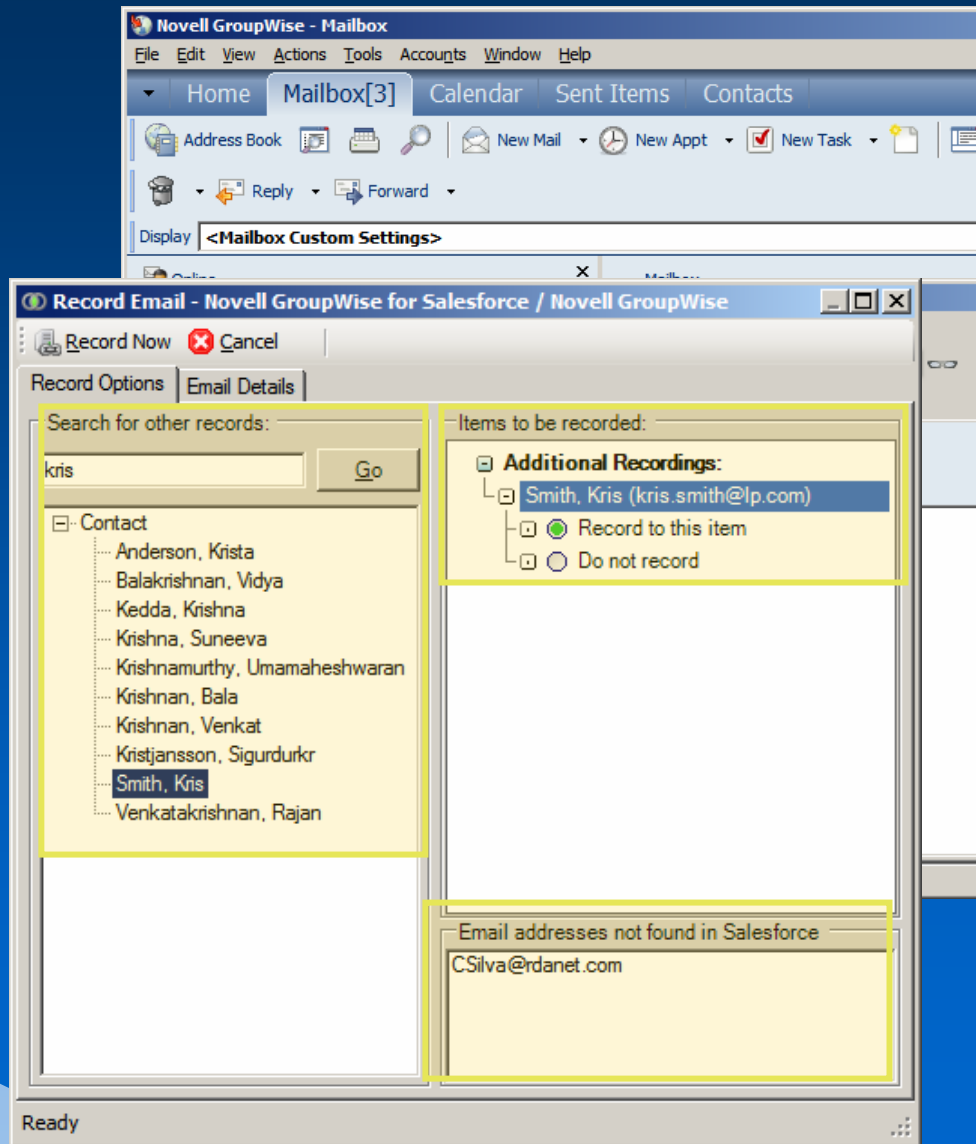 Novell GroupWise - Mailbox
File Edit View Actions Tools Accounts Window Help
Home Mailbox[3] Calendar Sent Items Contacts
Address Book New Mail New Appt New Task
Reply Forward
Display <Mailbox Custom Settings>
Online Mailbox
Record Email - Novell GroupWise for Salesforce / Novell GroupWise
Record Now Cancel
Record Options Email Details
Search for other records:
kris Go
Contact
Anderson, Krista
Balakrishnan, Vidya
Kedda, Krishna
Krishna, Suneeva
Krishnamurthy, Umamaheshwaran
Krishnan, Bala
Krishnan, Venkat
Kristjansson, Sigurdurkr
Smith, Kris
Venkatakrishnan, Rajan
Items to be recorded:
Additional Recordings:
Smith, Kris (kris.smith@lp.com)
Record to this item
Do not record
Email addresses not found in Salesforce
CSilva@rdanet.com
Ready